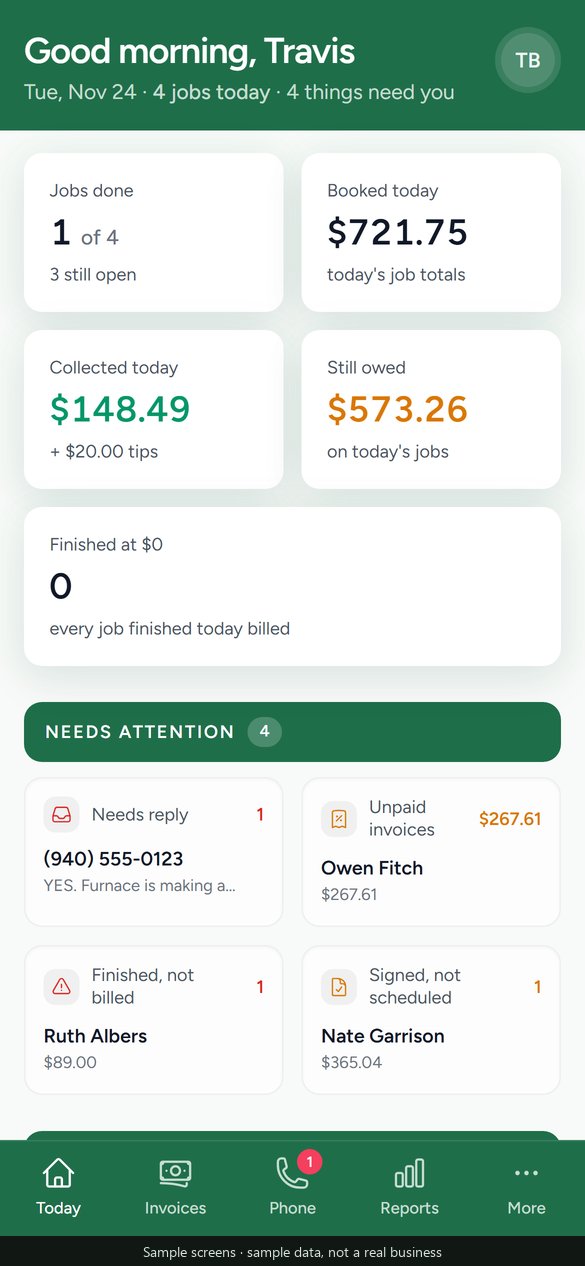 Good morning, Travis
TB
Tue, Nov 24 · 4 jobs today · 4 things need you
Jobs done
1 of 4
3 still open
Booked today
$721.75
today's job totals
Collected today
$148.49
+ $20.00 tips
Still owed
$573.26
on today's jobs
Finished at $0
0
every job finished today billed
NEEDS ATTENTION 4
Needs reply 1
(940) 555-0123
YES. Furnace is making a...
Unpaid
invoices
$267.61
Owen Fitch
$267.61
Finished, not
billed
1
Ruth Albers
$89.00
Signed, not
scheduled
1
Nate Garrison
$365.04
1
Today Invoices Phone Reports More
Sample screens · sample data, not a real business